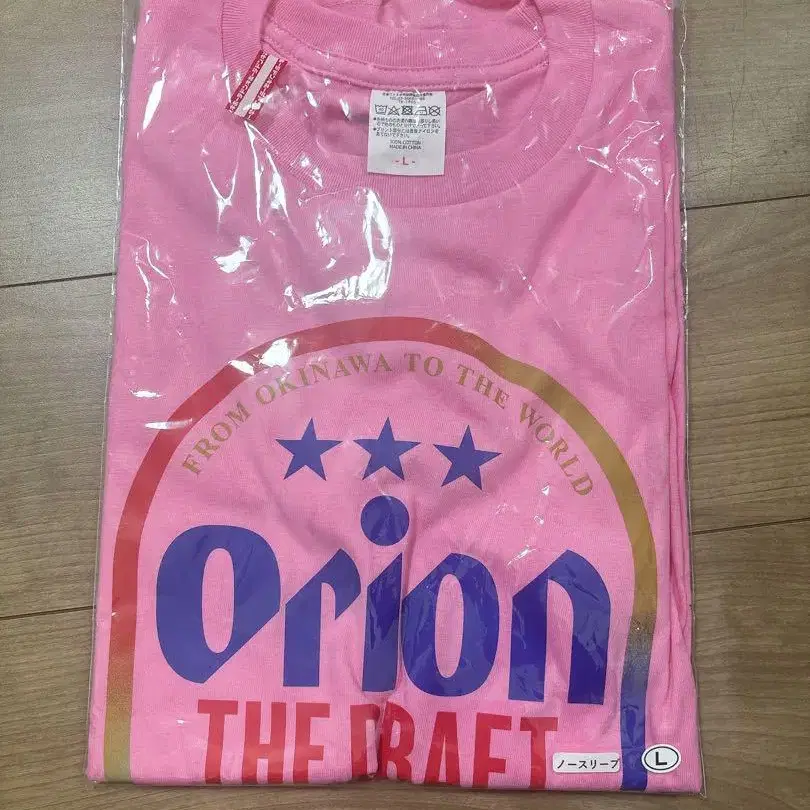 100% COTTON
MADE IN CHINA
- L -
FROM OKINAWA TO THE WORLD
Orion
THE DRAFT
ノースリーブ
L